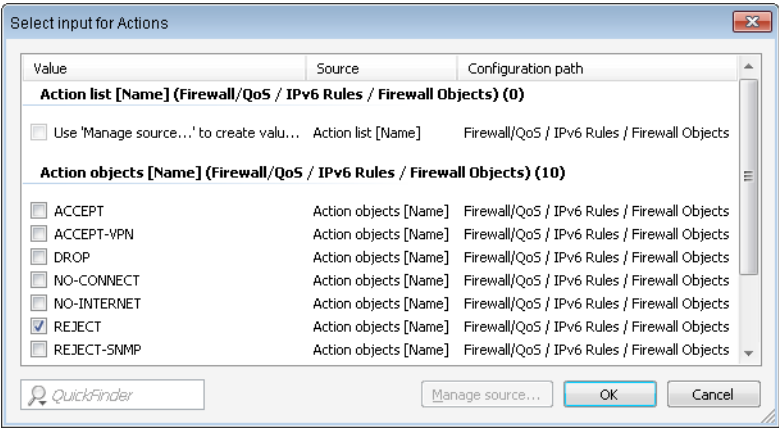 Select input for Actions
Value Source Configuration path
Action list [Name] (Firewall/QoS / IPv6 Rules / Firewall Objects) (0)
Use 'Manage source...' to create valu... Action list [Name] Firewall/QoS / IPv6 Rules / Firewall Objects
Action objects [Name] (Firewall/QoS / IPv6 Rules / Firewall Objects) (10)
ACCEPT Action objects [Name] Firewall/QoS / IPv6 Rules / Firewall Objects
ACCEPT-VPN Action objects [Name] Firewall/QoS / IPv6 Rules / Firewall Objects
DROP Action objects [Name] Firewall/QoS / IPv6 Rules / Firewall Objects
NO-CONNECT Action objects [Name] Firewall/QoS / IPv6 Rules / Firewall Objects
NO-INTERNET Action objects [Name] Firewall/QoS / IPv6 Rules / Firewall Objects
REJECT Action objects [Name] Firewall/QoS / IPv6 Rules / Firewall Objects
REJECT-SNMP Action objects [Name] Firewall/QoS / IPv6 Rules / Firewall Objects
QuickFinder Manage source... OK Cancel